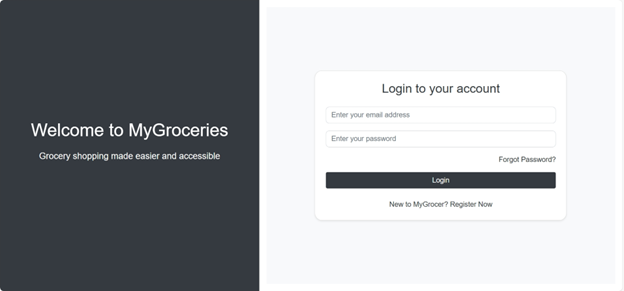 Welcome to MyGroceries
Grocery shopping made easier and accessible
Login to your account
Enter your email address
Enter your password
Forgot Password?
Login
New to MyGrocer? Register Now